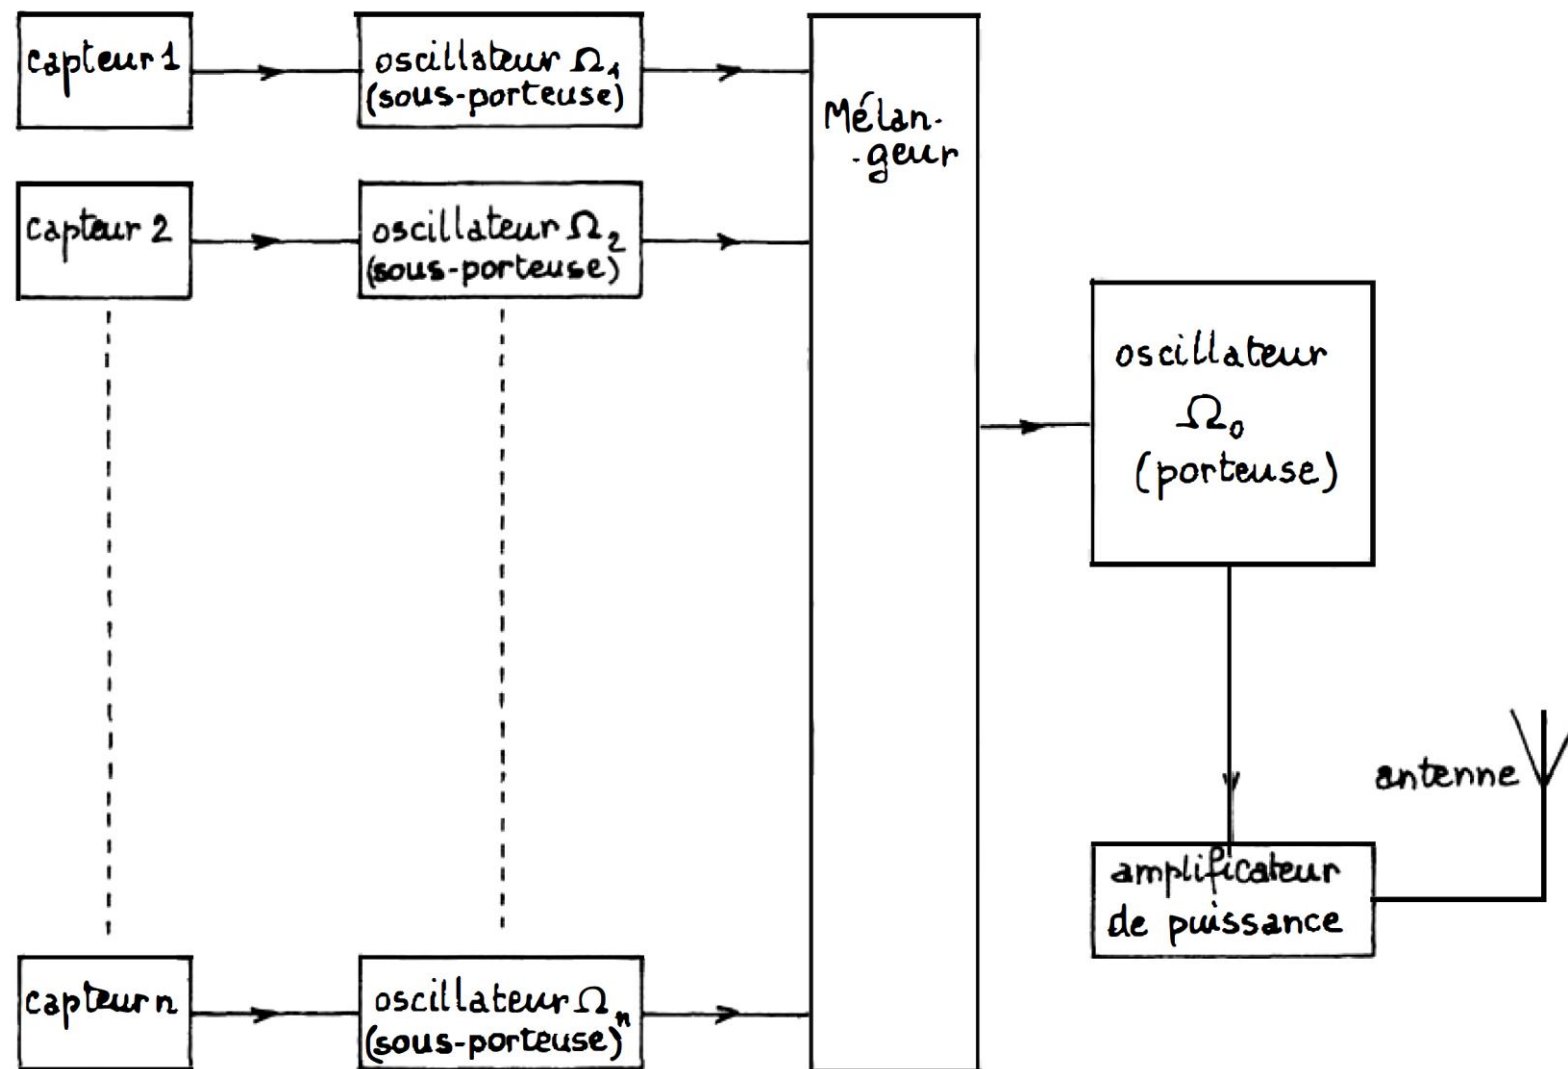 capteur 1
oscillateur Ω₁
(sous-porteuse)
Mélan-
-geur
capteur 2
oscillateur Ω₂
(sous-porteuse)
oscillateur
Ω₀
(porteuse)
antenne
amplificateur
de puissance
capteur n
oscillateur Ωₙ
(sous-porteuse)